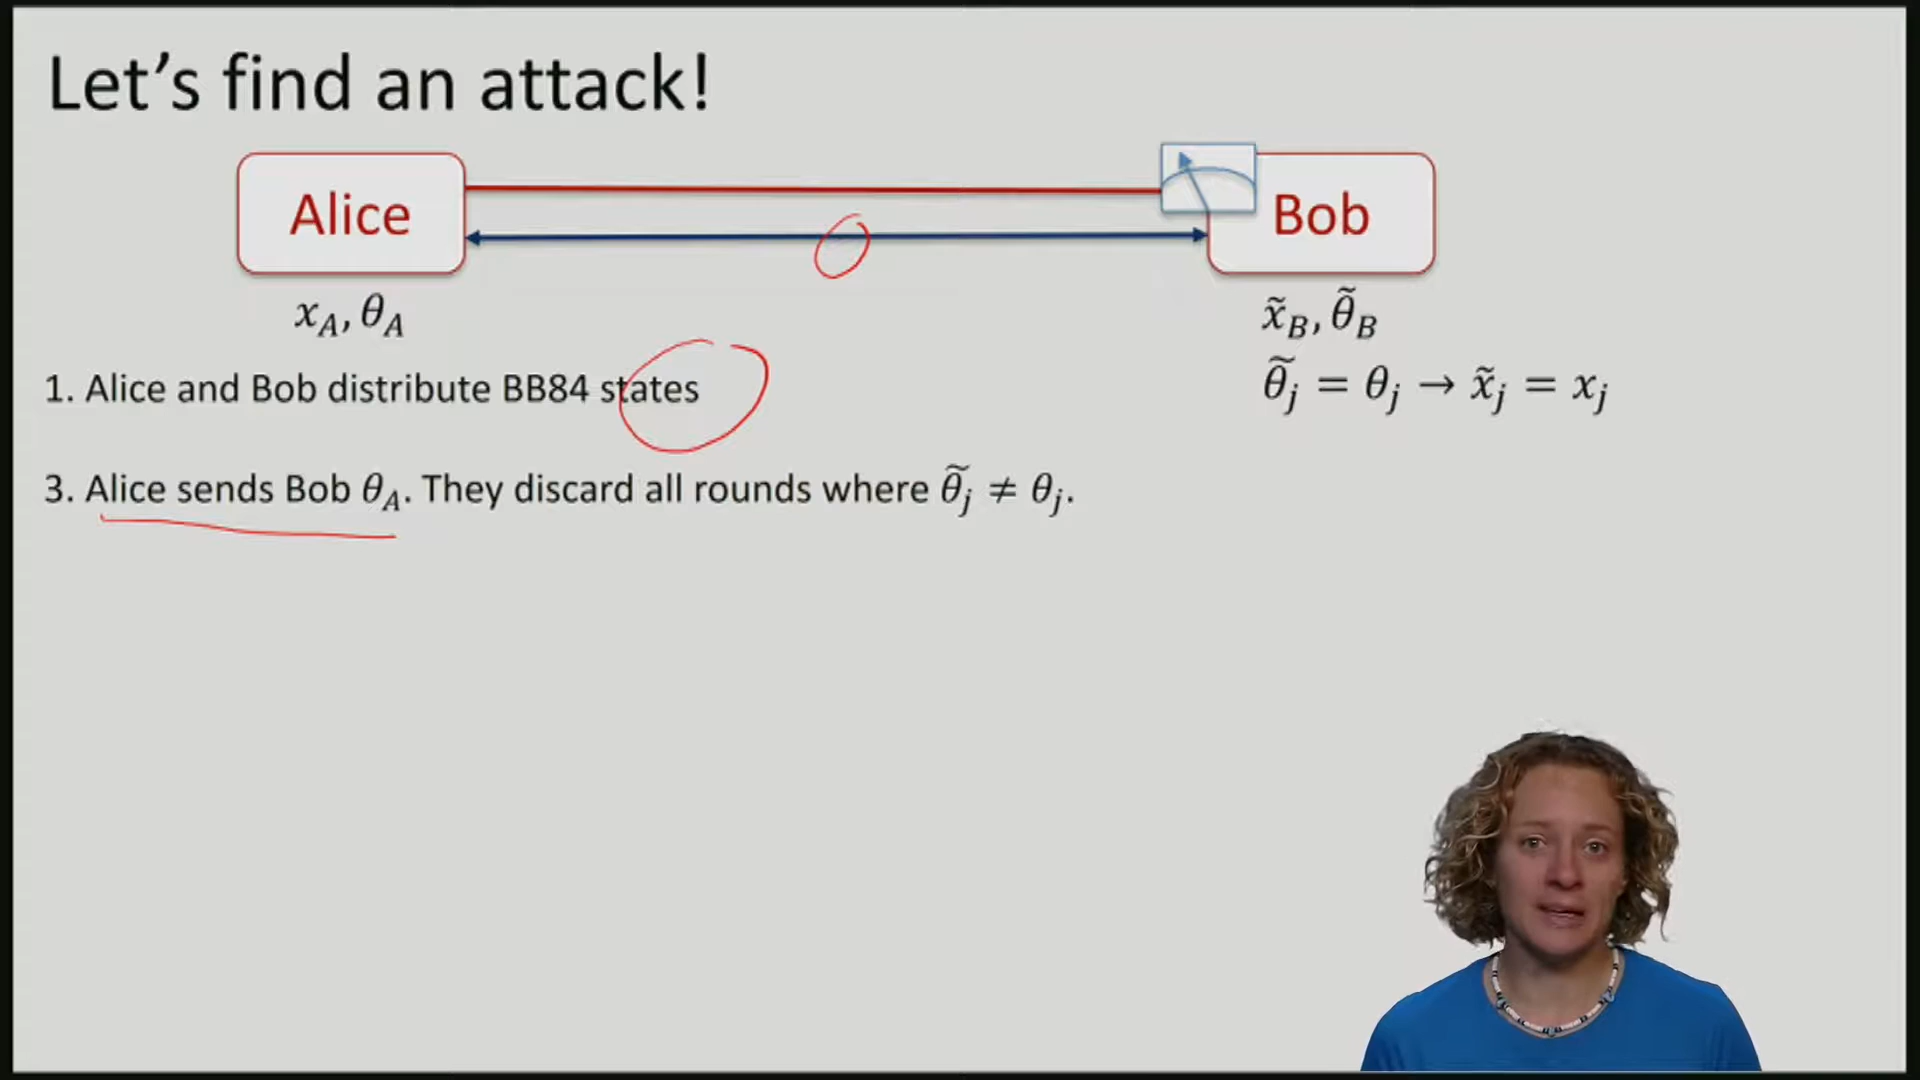 Let's find an attack!
Alice
Bob
x_A, θ_A
x̃_B, θ̃_B
1. Alice and Bob distribute BB84 states
θ̃_j = θ_j → x̃_j = x_j
3. Alice sends Bob θ_A. They discard all rounds where θ̃_j ≠ θ_j.